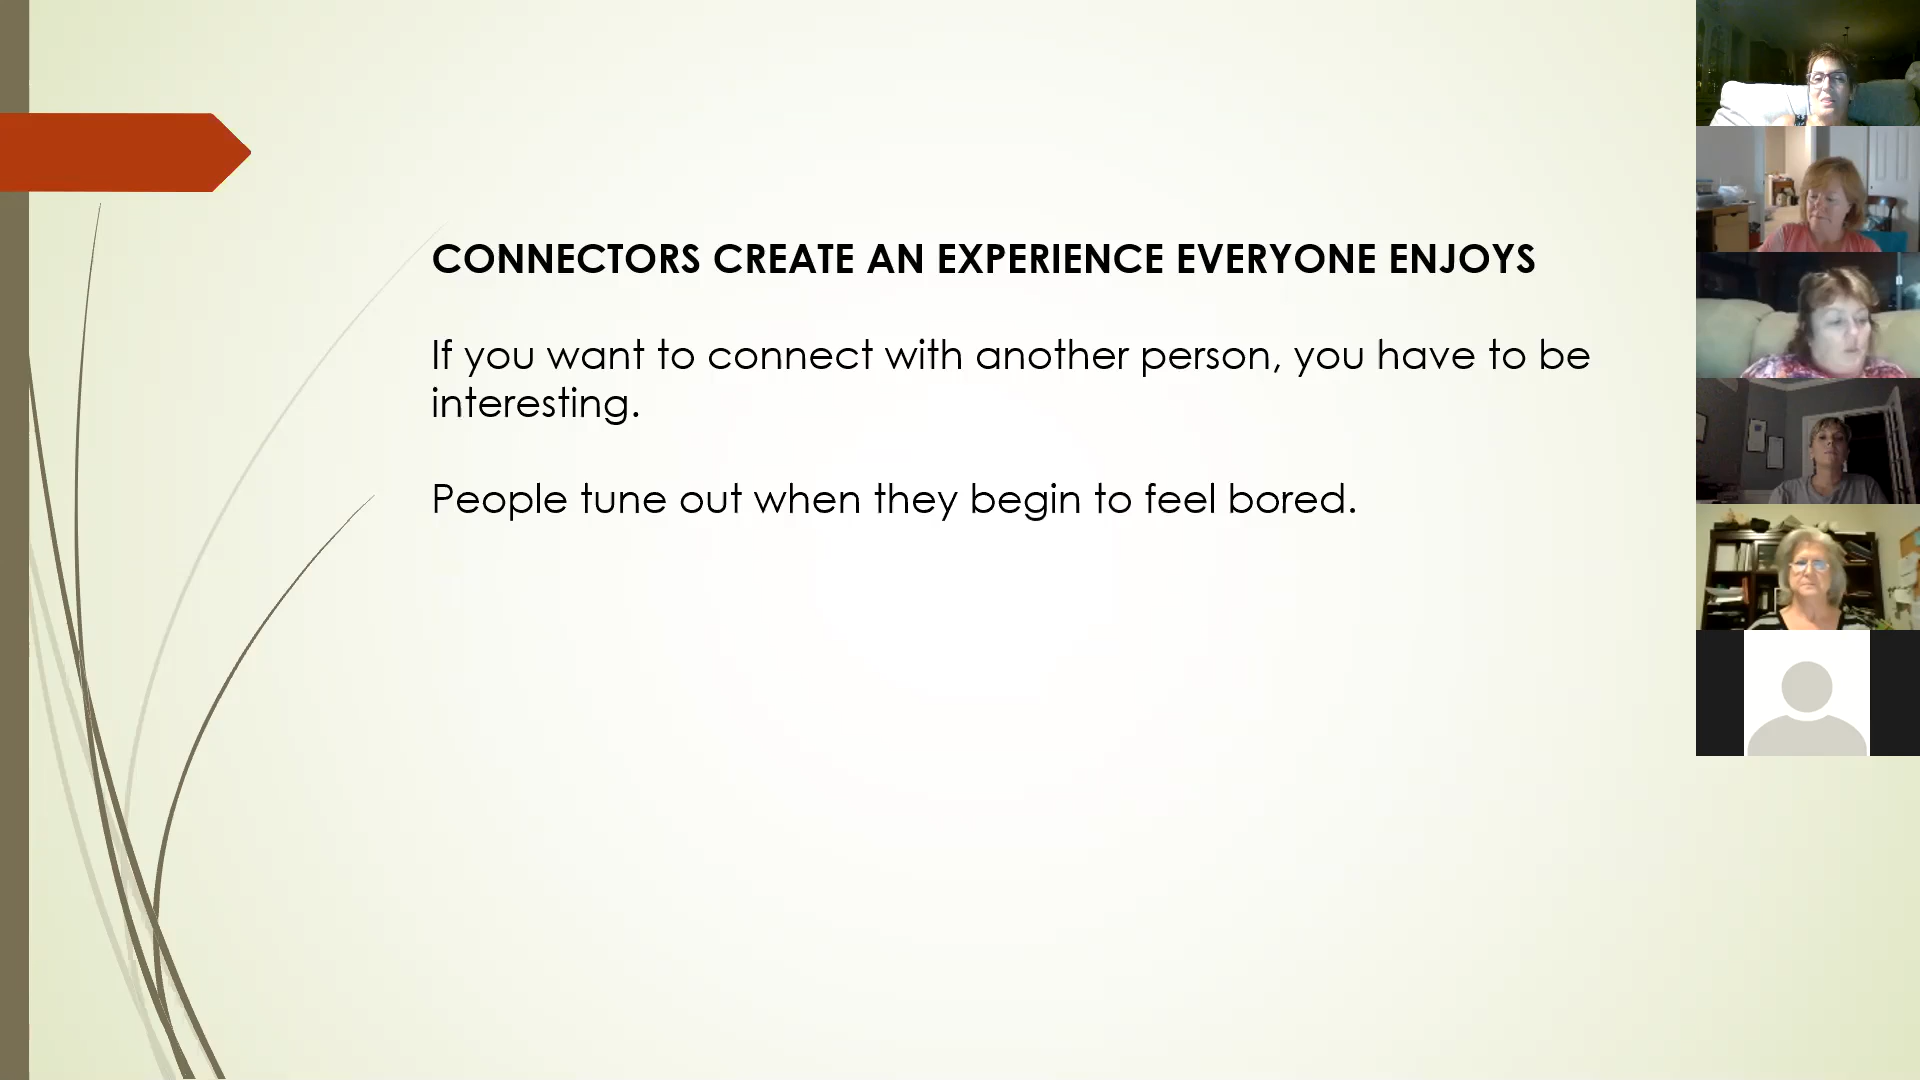 CONNECTORS CREATE AN EXPERIENCE EVERYONE ENJOYS
If you want to connect with another person, you have to be
interesting.
People tune out when they begin to feel bored.